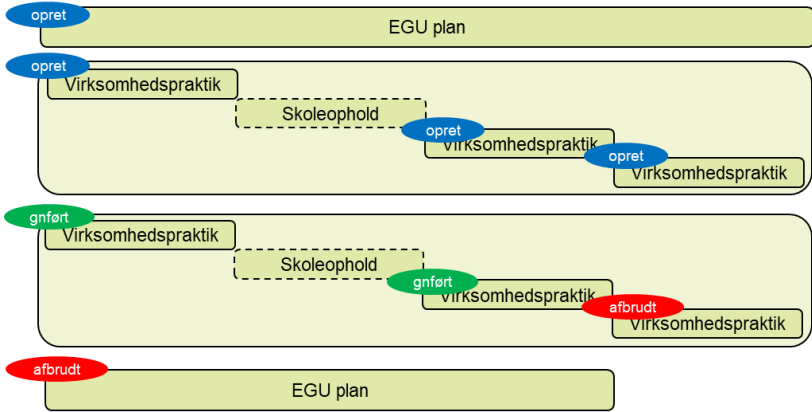 opret
EGU plan
opret
Virksomhedspraktik
Skoleophold
opret
Virksomhedspraktik
opret
Virksomhedspraktik
gnført
Virksomhedspraktik
Skoleophold
gnført
Virksomhedspraktik
afbrudt
Virksomhedspraktik
afbrudt
EGU plan